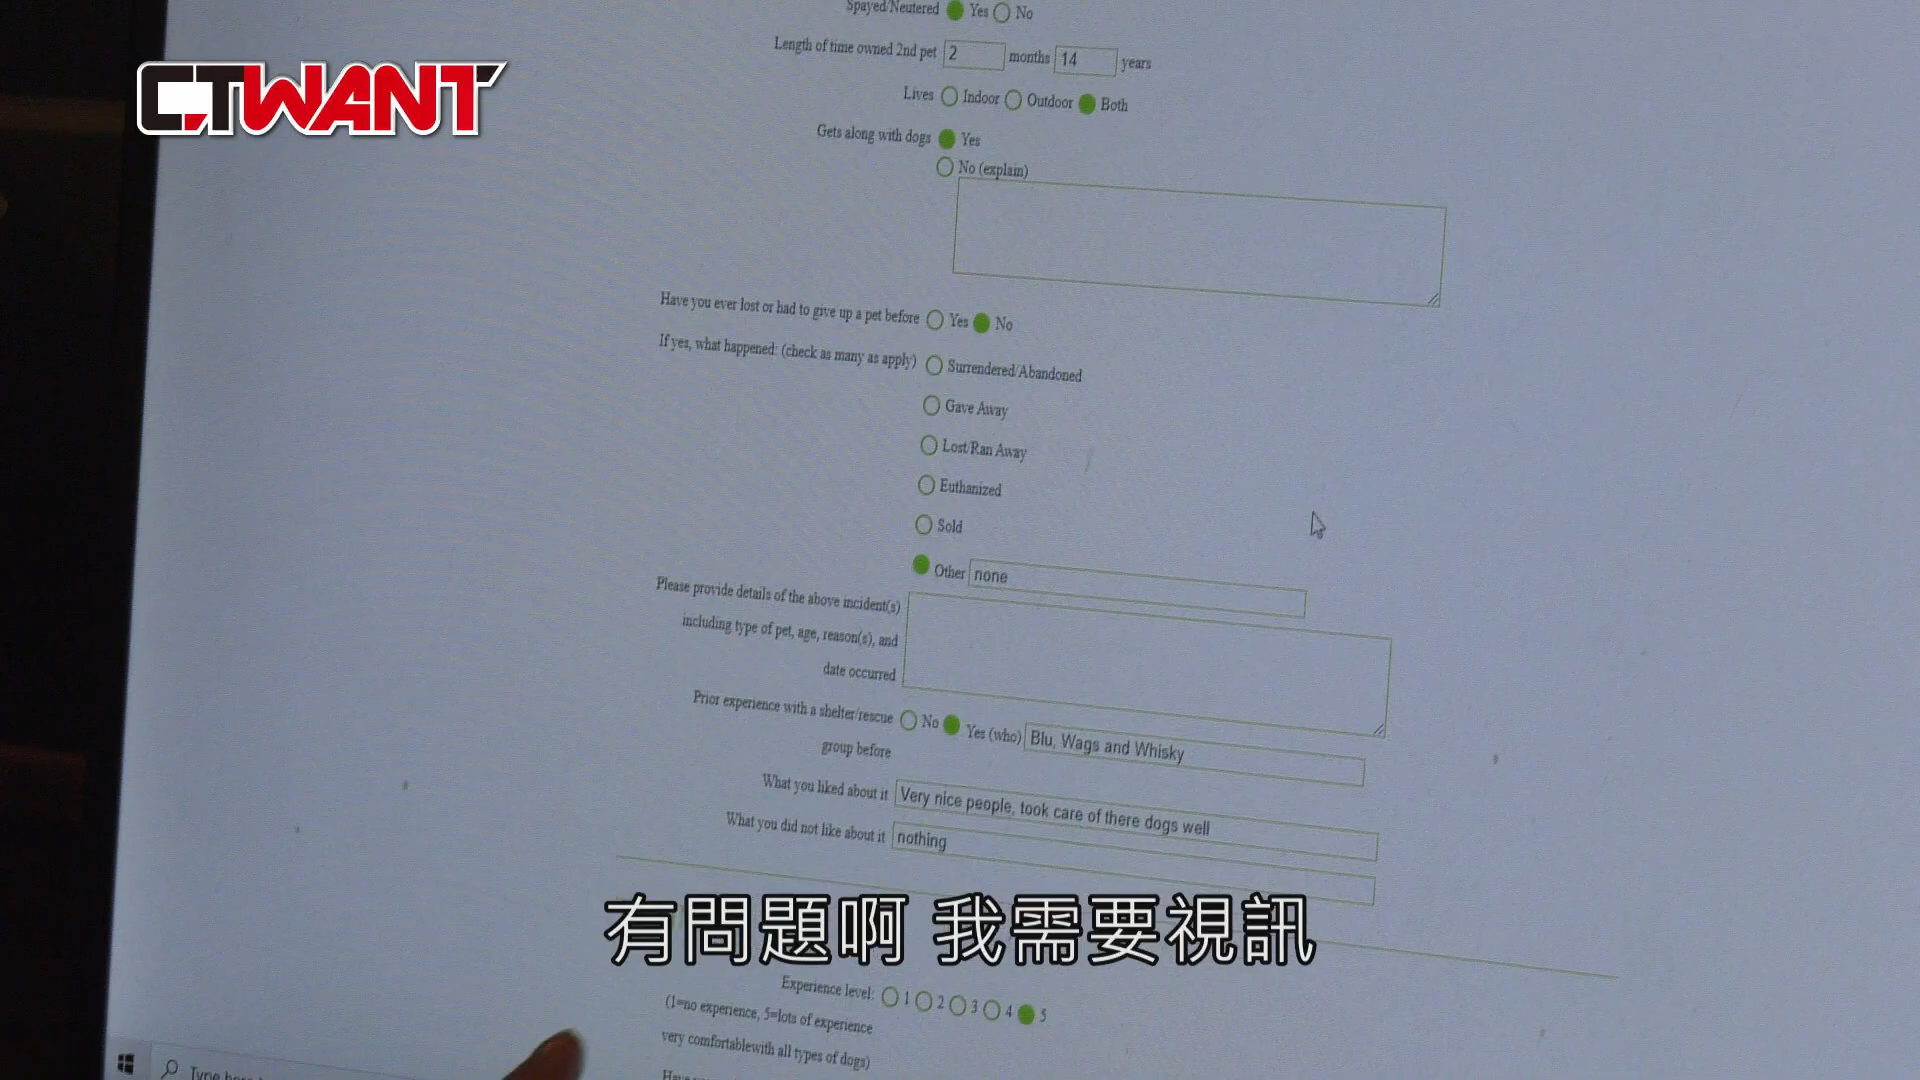 Spayed/Neutered Yes No
Length of time owned 2nd pet 2 months 14 years
CTWANT
Lives Indoor Outdoor Both
Gets along with dogs Yes
No (explain)
Have you ever lost or had to give up a pet before Yes No
If yes, what happened: (check as many as apply) Surrendered/Abandoned
Gave Away
Lost/Ran Away
Euthanized
Sold
Other none
Please provide details of the above incident(s)
including type of pet, age, reason(s), and
date occurred
Prior experience with a shelter/rescue No Yes (who) Blu, Wags and Whisky
group before
What you liked about it Very nice people, took care of there dogs well
What you did not like about it nothing
有問題啊 我需要視訊
Experience level: 1 2 3 4 5
(1=no experience, 5=lots of experience
very comfortablewith all types of dogs)
Type